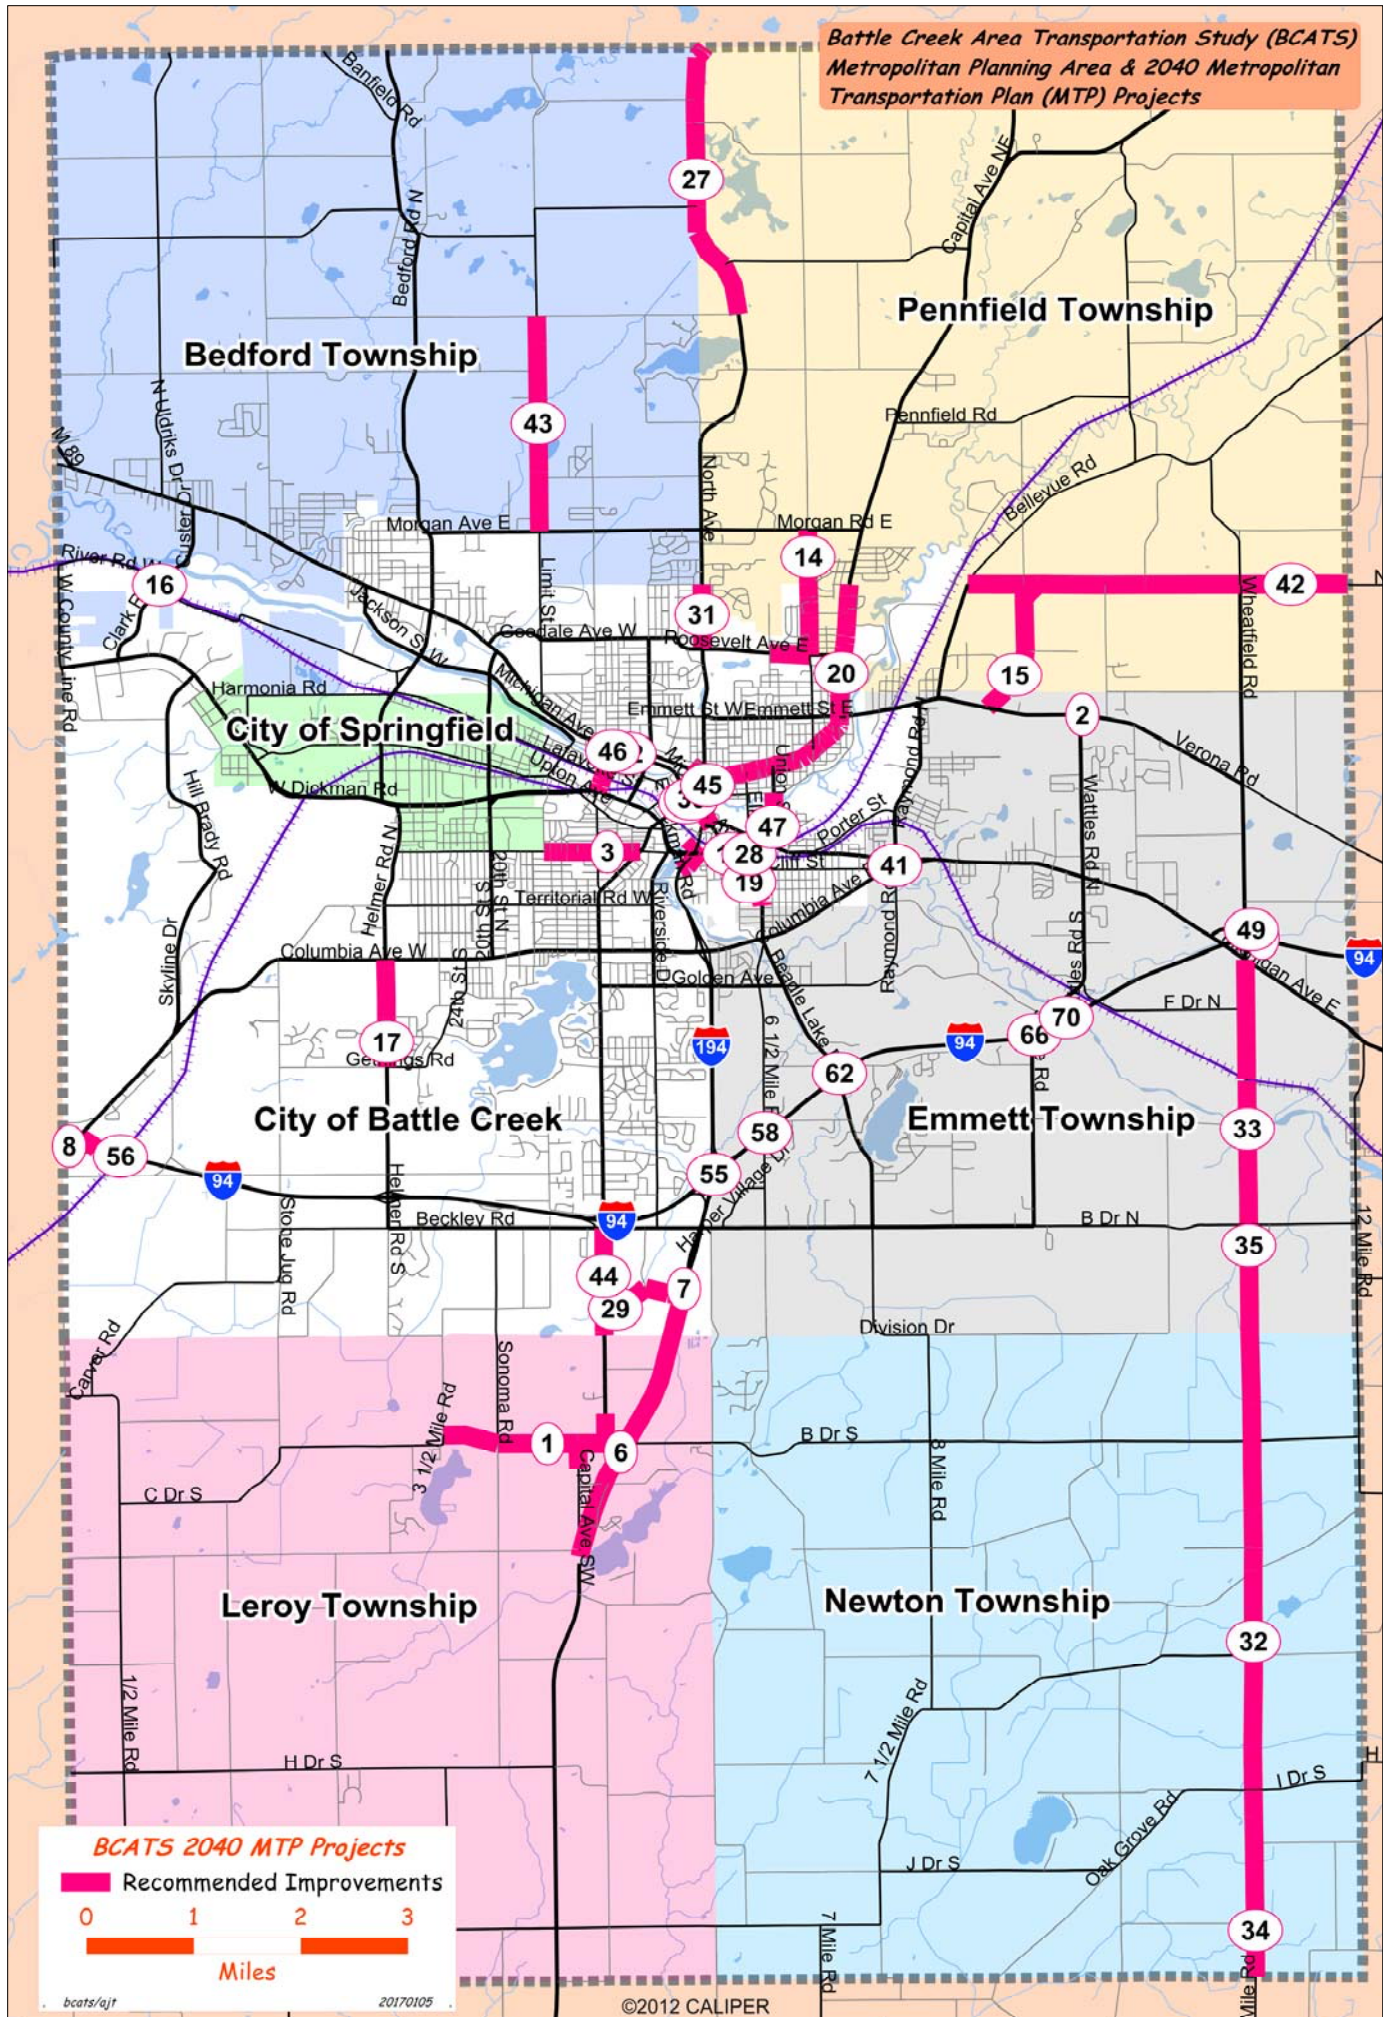 Battle Creek Area Transportation Study (BCATS)
Metropolitan Planning Area & 2040 Metropolitan
Transportation Plan (MTP) Projects
Banfield Rd
27
Capital Ave NE
Bedford Rd N
Pennfield Township
Bedford Township
N Uldriks Dr
43
Pennfield Rd
M 89
North Ave
Bellevue Rd
Custer Dr
Morgan Ave E
Morgan Rd E
14
River Rd W
16
W County Line Rd
Clark
Limit St
42
Wheatfield Rd
31
Jackson St W
Goodale Ave W
Roosevelt Ave E
20
15
Harmonia Rd
Michigan Ave
Emmett St W
Emmett St E
2
City of Springfield
46
Verona Rd
Lafayette St
Upton Ave
45
Union
Raymond Rd N
Wattles Rd N
W Dickman Rd
Hill Brady Rd
47
Porter St
Helmer Rd N
3
28
Cliff St
41
20th St N
19
Territorial Rd W
Riverside Dr
Columbia Ave
20th St S
Raymond Rd
49
Skyline Dr
Columbia Ave W
24th St S
Golden Ave
Beadle Lake
94
F Dr N
17
Gethings Rd
194
6 1/2 Mile
94
66
70
62
City of Battle Creek
Emmett Township
8
56
58
33
94
55
Harper Village Dr
Helmer Rd S
Stone Jug Rd
Beckley Rd
94
B Dr N
12 Mile Rd
35
44
7
29
Division Dr
Carver Rd
Sonoma Rd
3 1/2 Mile Rd
1
6
B Dr S
8 Mile Rd
Capital Ave SW
C Dr S
Leroy Township
Newton Township
32
1/2 Mile Rd
7 1/2 Mile Rd
H Dr S
H
I Dr S
Oak Grove Rd
J Dr S
34
7 Mile Rd
BCATS 2040 MTP Projects
Recommended Improvements
0 1 2 3
Miles
bcats/ajt 20170105
©2012 CALIPER